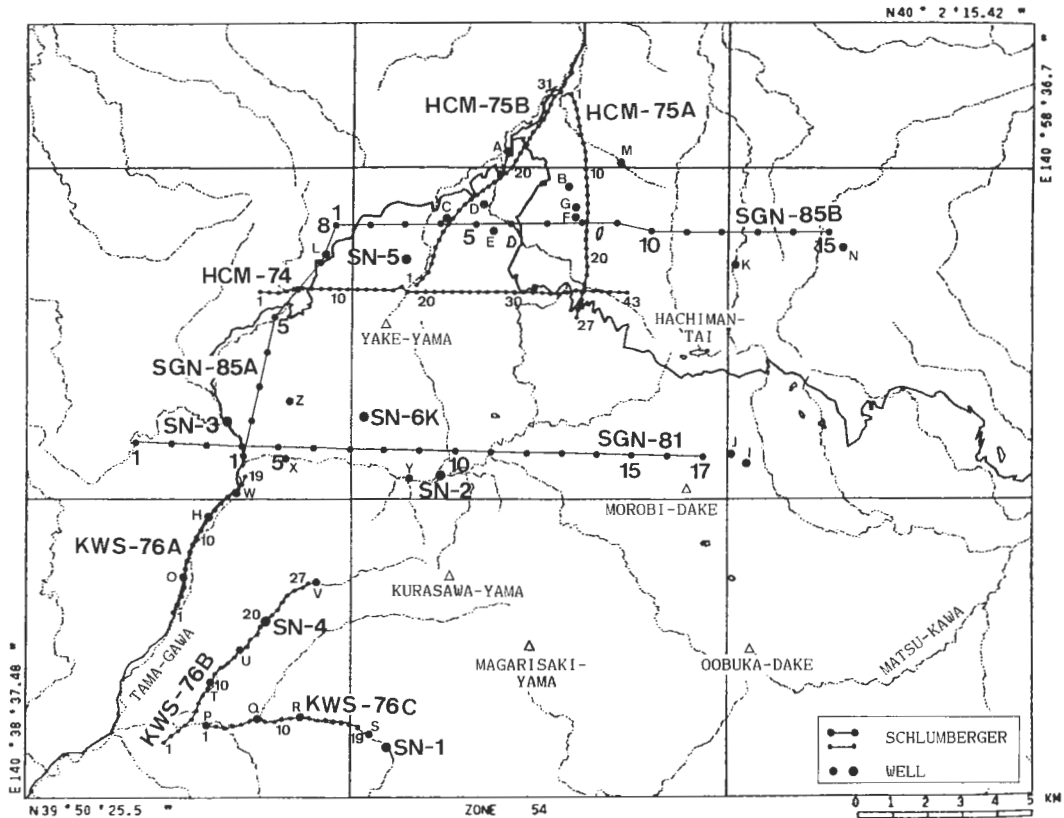 N40 ° 2 '15.42 "
E 140 ° 58 '36.7 "
31
1
HCM-75B
HCM-75A
A
M
20
10
B
G
C
D
F
1
8
5
E
SGN-85B
10
15
N
L
SN-5
20
K
HCM-74
1
1
10
20
30
43
27
5
HACHIMAN-
TAI
YAKE-YAMA
SGN-85A
Z
SN-3
SN-6K
SGN-81
1
1
5
X
10
15
17
J
I
19
W
Y
SN-2
MOROBI-DAKE
H
10
KWS-76A
O
27
V
KURASAWA-YAMA
1
20
SN-4
TAMA-GAWA
U
MAGARISAKI-
YAMA
OOBUKA-DAKE
MATSU-KAWA
KWS-76B
10
T
KWS-76C
P
Q
R
1
1
10
19
S
SN-1
SCHLUMBERGER
WELL
E 140 ° 38 '37.48 "
N39 ° 50 '25.5 "
ZONE 54
0 1 2 3 4 5 KM